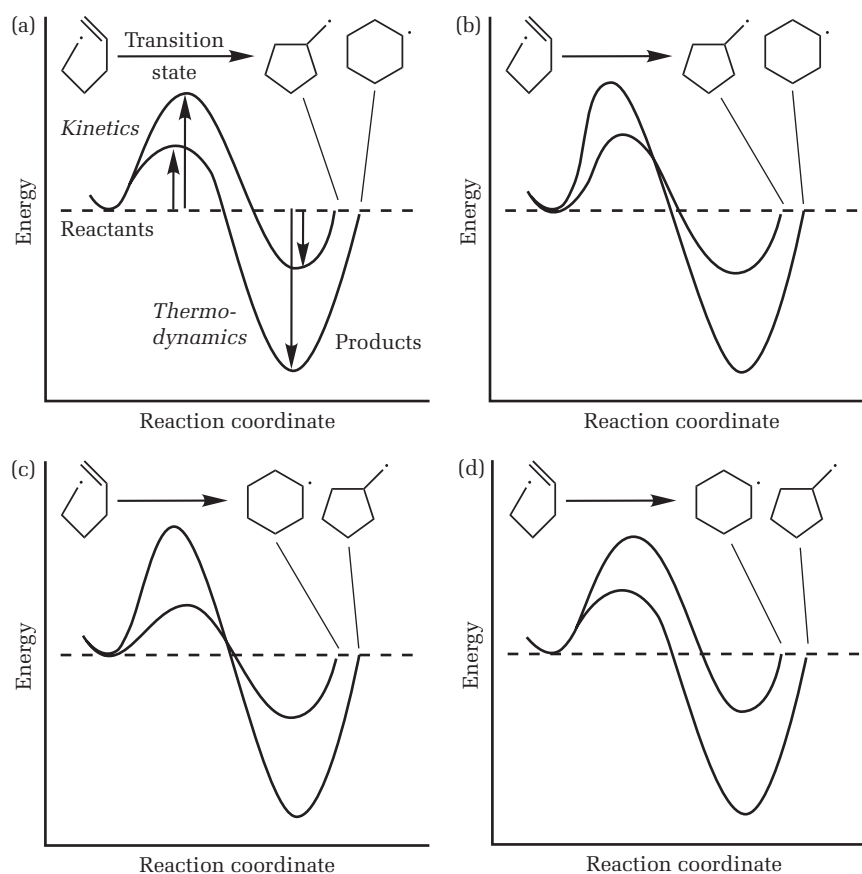 (a)
Transition
state
Kinetics
Energy
Reactants
Thermo-
dynamics
Products
Reaction coordinate
(b)
Energy
Reaction coordinate
(c)
Energy
Reaction coordinate
(d)
Energy
Reaction coordinate